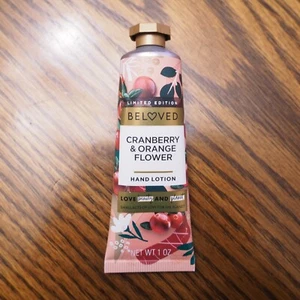 LIMITED EDITION
BELOVED
CRANBERRY
& ORANGE
FLOWER
HAND LOTION
LOVE AND
NET WT 1 OZ